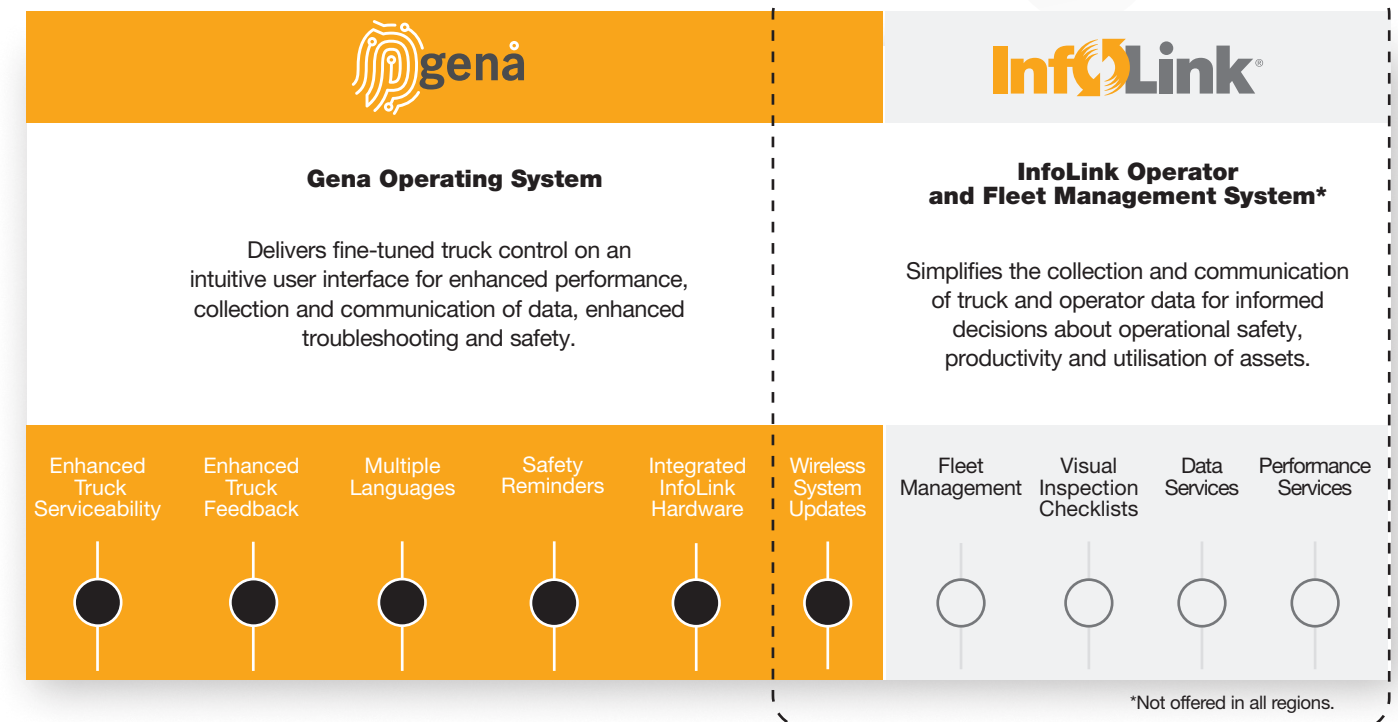 genå
InfoLink®
Gena Operating System
Delivers fine-tuned truck control on an
intuitive user interface for enhanced performance,
collection and communication of data, enhanced
troubleshooting and safety.
InfoLink Operator
and Fleet Management System*
Simplifies the collection and communication
of truck and operator data for informed
decisions about operational safety,
productivity and utilisation of assets.
Enhanced
Truck
Serviceability
Enhanced
Truck
Feedback
Multiple
Languages
Safety
Reminders
Integrated
InfoLink
Hardware
Wireless
System
Updates
Fleet
Management
Visual
Inspection
Checklists
Data
Services
Performance
Services
*Not offered in all regions.